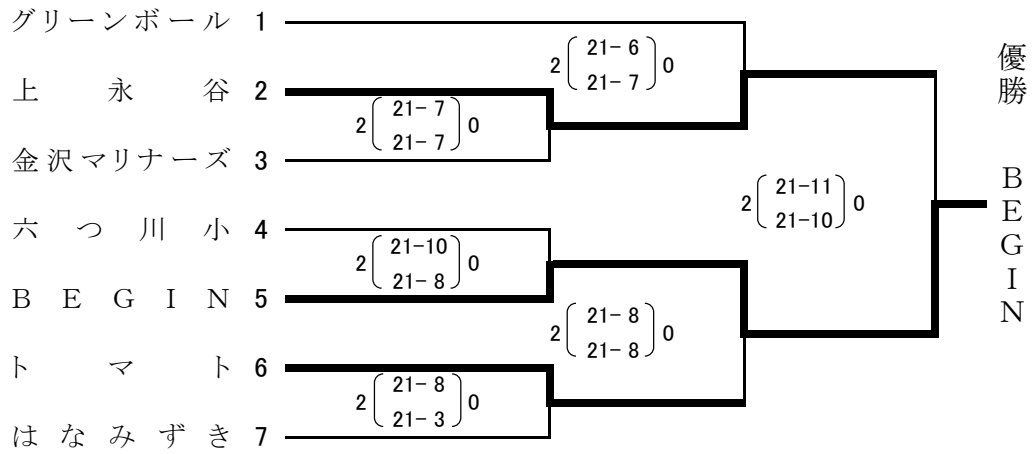 グリーンボール 1
2 21-6 0
21-7
上永谷 2
2 21-7 0
21-7
金沢マリナーズ 3
2 21-11 0
21-10
六つ川小 4
2 21-10 0
21-8
BEGIN 5
2 21-8 0
21-8
トマト 6
2 21-8 0
21-3
はなみずき 7
優勝 BEGIN